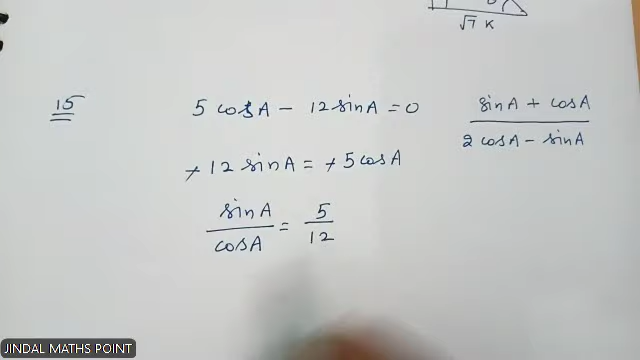 √7 K
15
5 cosA - 12 sinA = 0
sinA + cosA / 2 cosA - sinA
+12 sinA = +5 cosA
sinA / cosA = 5 / 12
JINDAL MATHS POINT